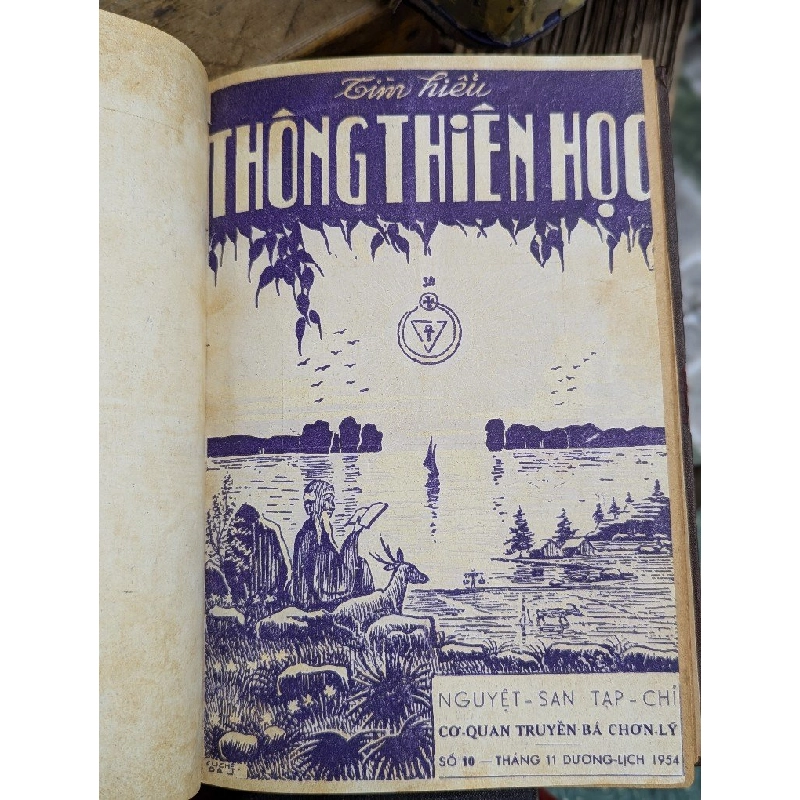 Tìm hiểu
THÔNG THIÊN HỌC
NGUYỆT-SAN TẠP-CHÍ
CƠ-QUAN TRUYỀN-BÁ CHƠN-LÝ
SỐ 10 — THÁNG 11 DƯƠNG-LỊCH 1954
CLICHÉ